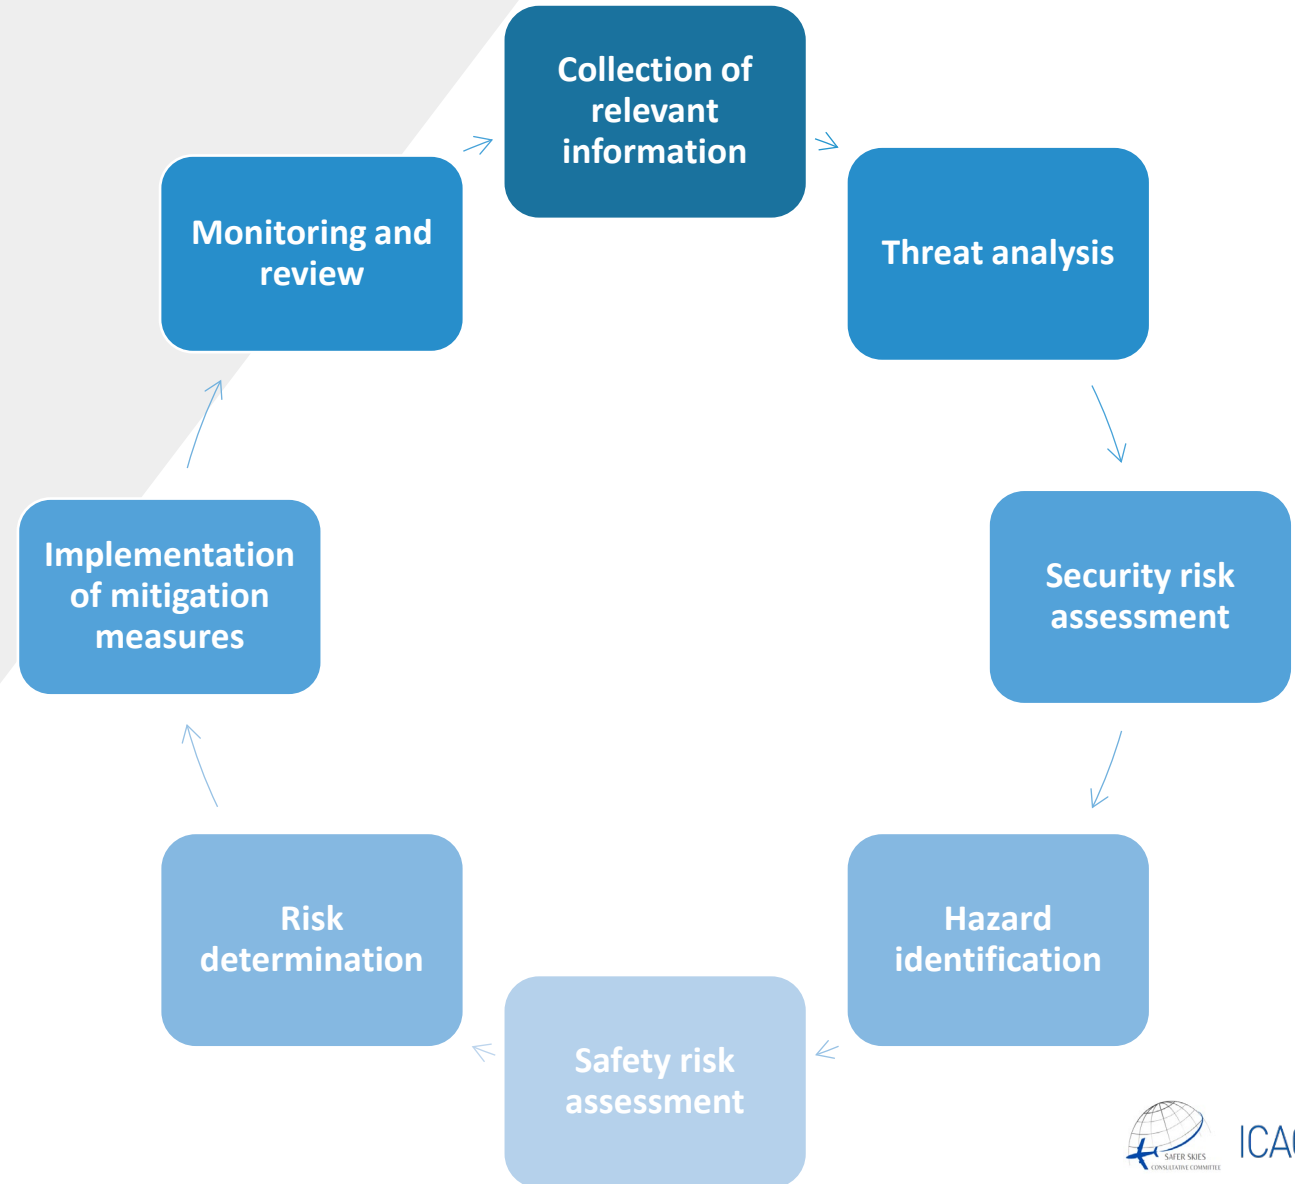 Collection of
relevant
information
Threat analysis
Security risk
assessment
Hazard
identification
Safety risk
assessment
Risk
determination
Implementation
of mitigation
measures
Monitoring and
review
SAFER SKIES
CONSULTATIVE COMMITTEE